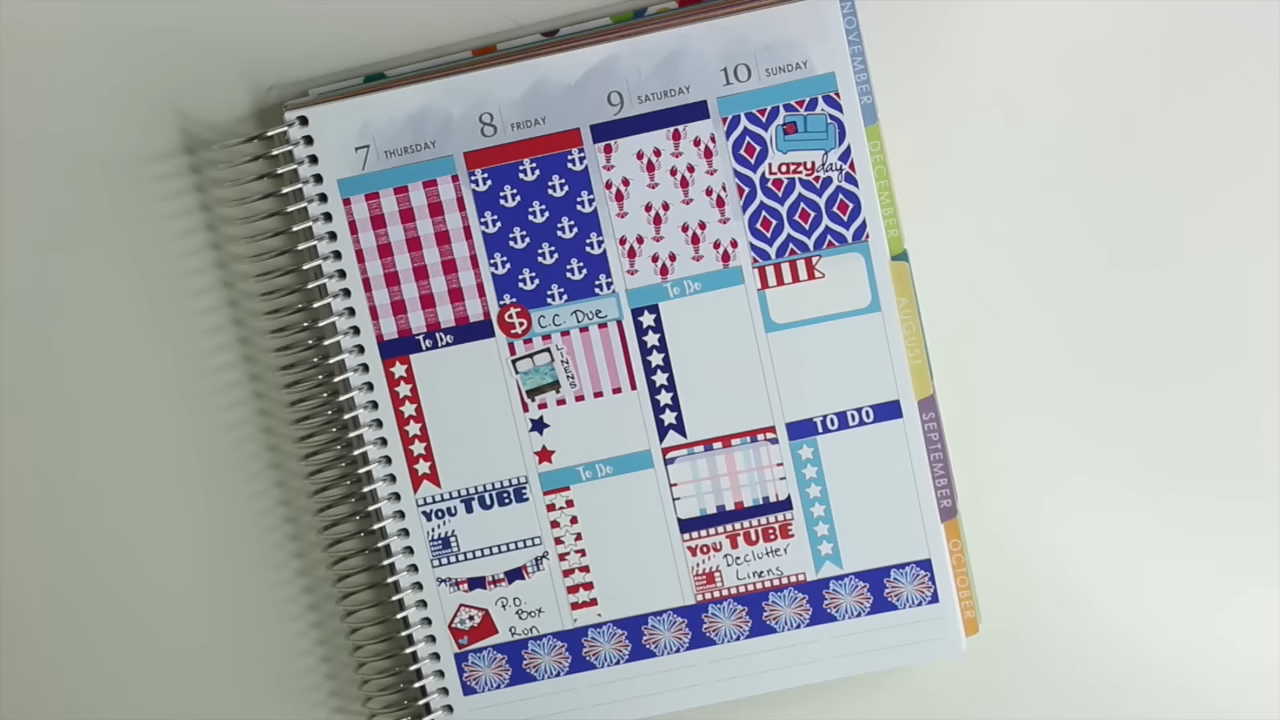 7 THURSDAY
To Do
YOU TUBE
P.O.
Box
Run
8 FRIDAY
$ C.C. Due
LINENS
To Do
9 SATURDAY
To Do
YOU TUBE
Declutter
Linens
10 SUNDAY
LAZY day
TO DO
NOVEMBER
DECEMBER
AUGUST
SEPTEMBER
OCTOBER